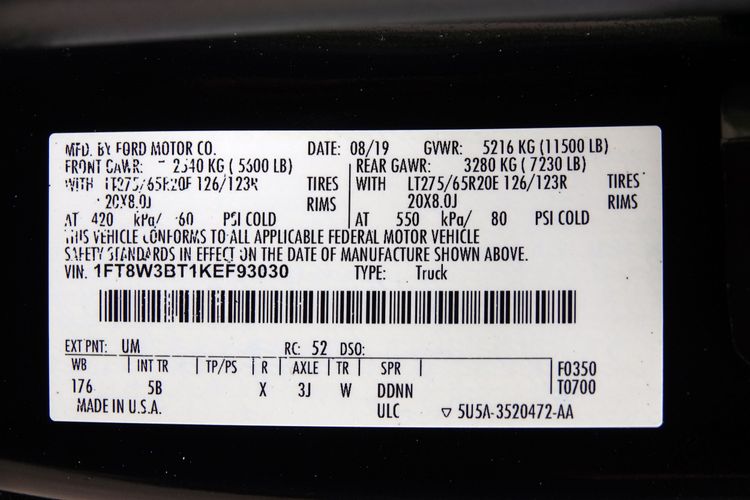 MFD. BY FORD MOTOR CO. DATE: 08/19 GVWR: 5216 KG (11500 LB)
FRONT GAWR: 2540 KG ( 5600 LB) REAR GAWR: 3280 KG ( 7230 LB)
WITH LT275/65R20E 126/123R TIRES WITH LT275/65R20E 126/123R TIRES
20X8.0J RIMS 20X8.0J RIMS
AT 420 kPa/ 60 PSI COLD AT 550 kPa/ 80 PSI COLD
THIS VEHICLE CONFORMS TO ALL APPLICABLE FEDERAL MOTOR VEHICLE
SAFETY STANDARDS IN EFFECT ON THE DATE OF MANUFACTURE SHOWN ABOVE.
VIN: 1FT8W3BT1KEF93030 TYPE: Truck
EXT PNT: UM RC: 52 DSO:
WB INT TR TP/PS R AXLE TR SPR F0350
176 5B X 3J W DDNN T0700
MADE IN U.S.A. ULC ▽ 5U5A-3520472-AA